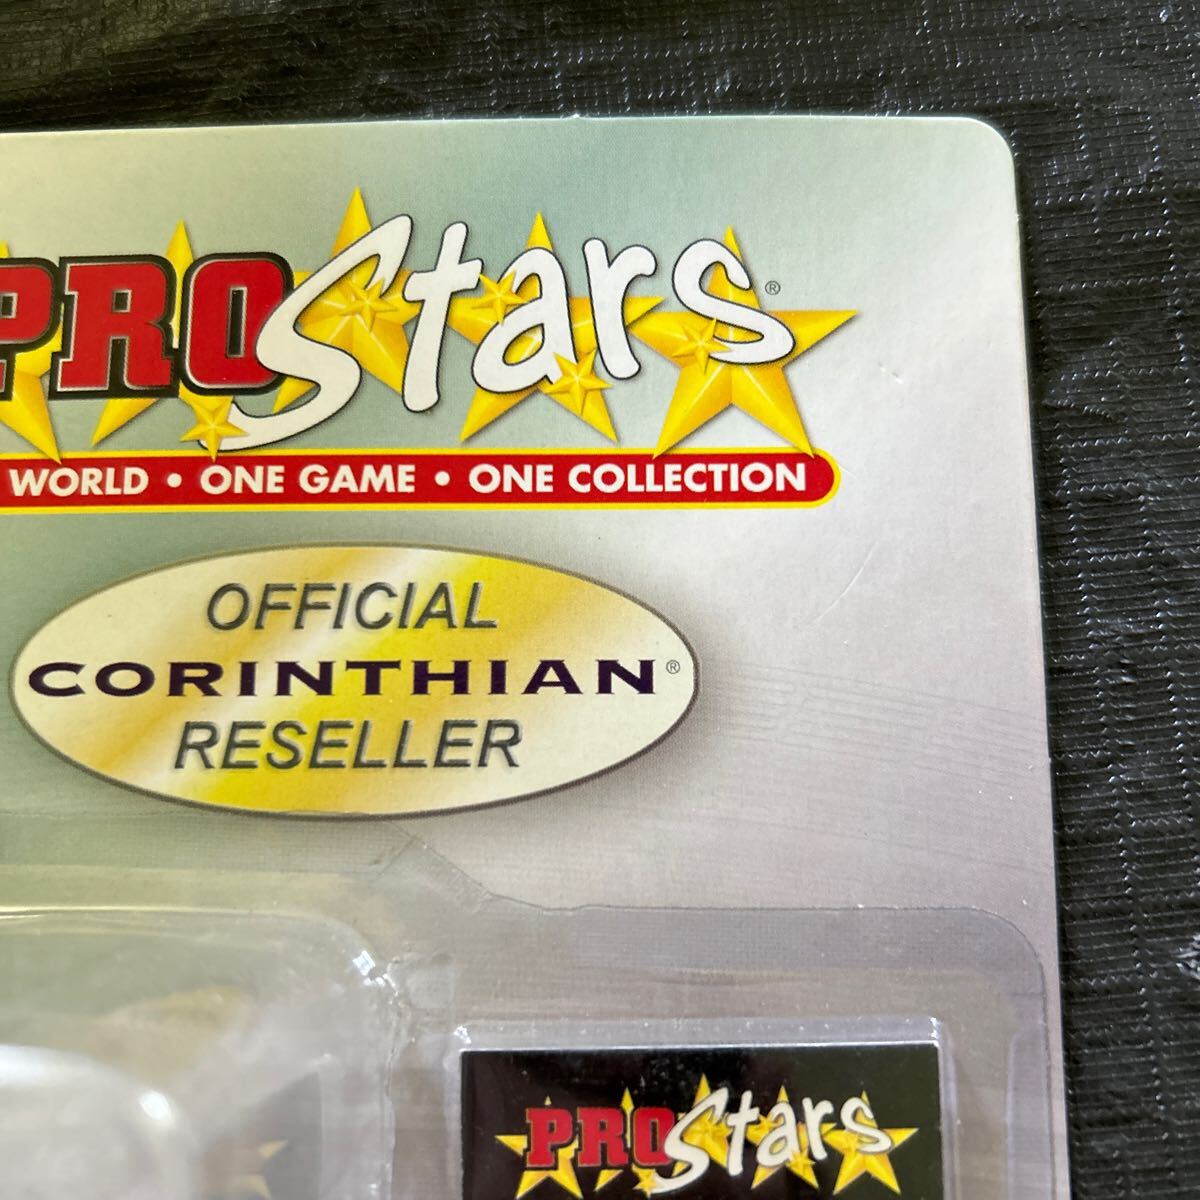 PROStars®
WORLD • ONE GAME • ONE COLLECTION
OFFICIAL
CORINTHIAN®
RESELLER
PROStars